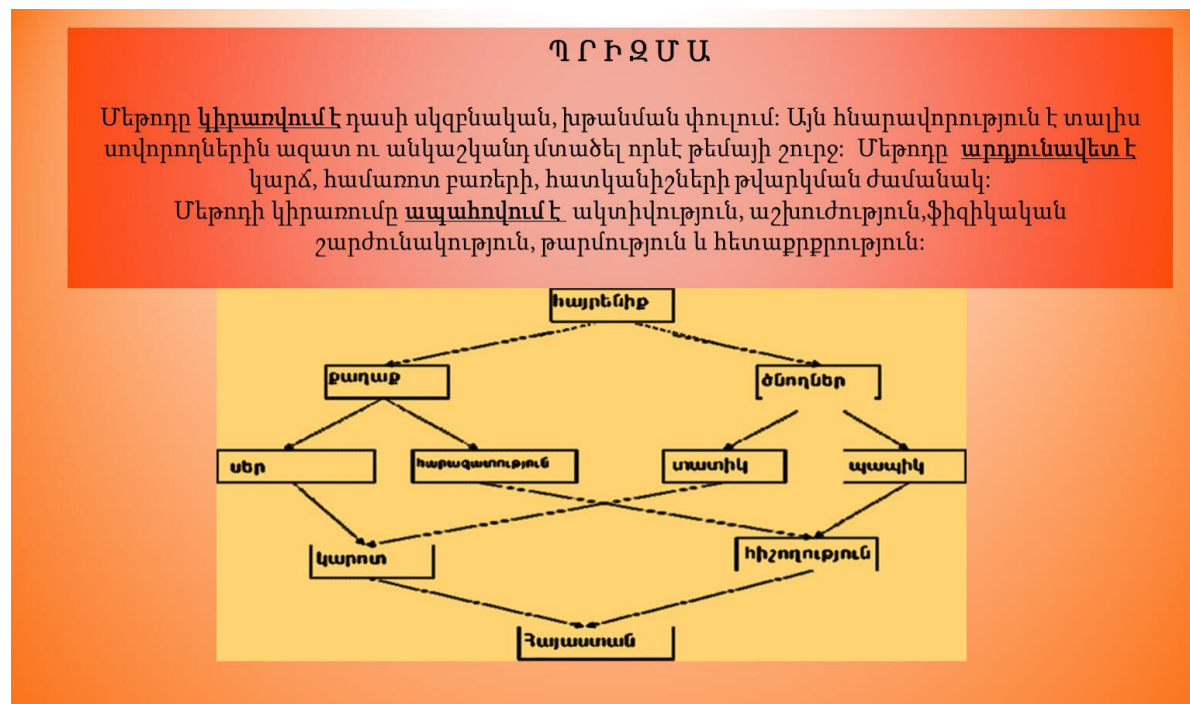 ՊՐԻԶՄԱ
Մեթոդը կիրառվում է դասի սկզբնական, խթանման փուլում: Այն հնարավորություն է տալիս
սովորողներին ազատ ու անկաշկանդ մտածել որևէ թեմայի շուրջ: Մեթոդը արդյունավետ է
կարճ, համառոտ բառերի, հատկանիշների թվարկման ժամանակ:
Մեթոդի կիրառումը ապահովում է ակտիվություն, աշխուժություն,ֆիզիկական
շարժունակություն, թարմություն և հետաքրքրություն:
հայրենիք
քաղաք
ծնողներ
սեր
հարազատություն
տատիկ
պապիկ
կարոտ
հիշողություն
Հայաստան